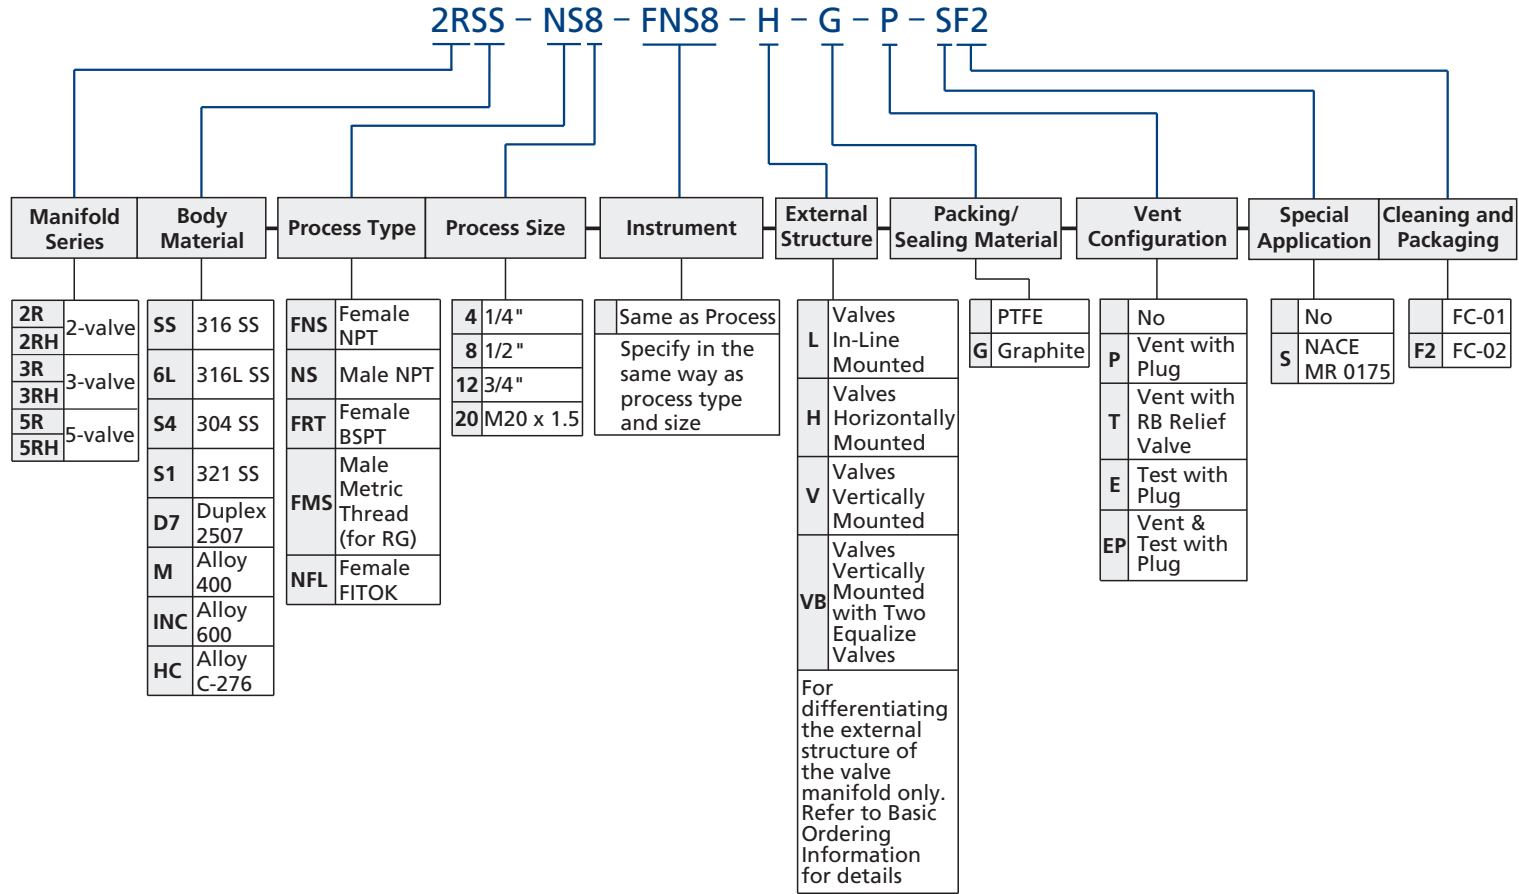 2RSS – NS8 – FNS8 – H – G – P – SF2
Manifold
Series
Body
Material
Process Type
Process Size
Instrument
External
Structure
Packing/
Sealing Material
Vent
Configuration
Special
Application
Cleaning and
Packaging
2R
2RH
2-valve
3R
3RH
3-valve
5R
5RH
5-valve
SS 316 SS
6L 316L SS
S4 304 SS
S1 321 SS
D7 Duplex
2507
M Alloy
400
INC Alloy
600
HC Alloy
C-276
FNS Female
NPT
NS Male NPT
FRT Female
BSPT
FMS Male
Metric
Thread
(for RG)
NFL Female
FITOK
4 1/4"
8 1/2"
12 3/4"
20 M20 x 1.5
Same as Process
Specify in the
same way as
process type
and size
L Valves
In-Line
Mounted
H Valves
Horizontally
Mounted
V Valves
Vertically
Mounted
VB Valves
Vertically
Mounted
with Two
Equalize
Valves
For
differentiating
the external
structure of
the valve
manifold only.
Refer to Basic
Ordering
Information
for details
PTFE
G Graphite
No
P Vent with
Plug
T Vent with
RB Relief
Valve
E Test with
Plug
EP Vent &
Test with
Plug
No
S NACE
MR 0175
FC-01
F2 FC-02